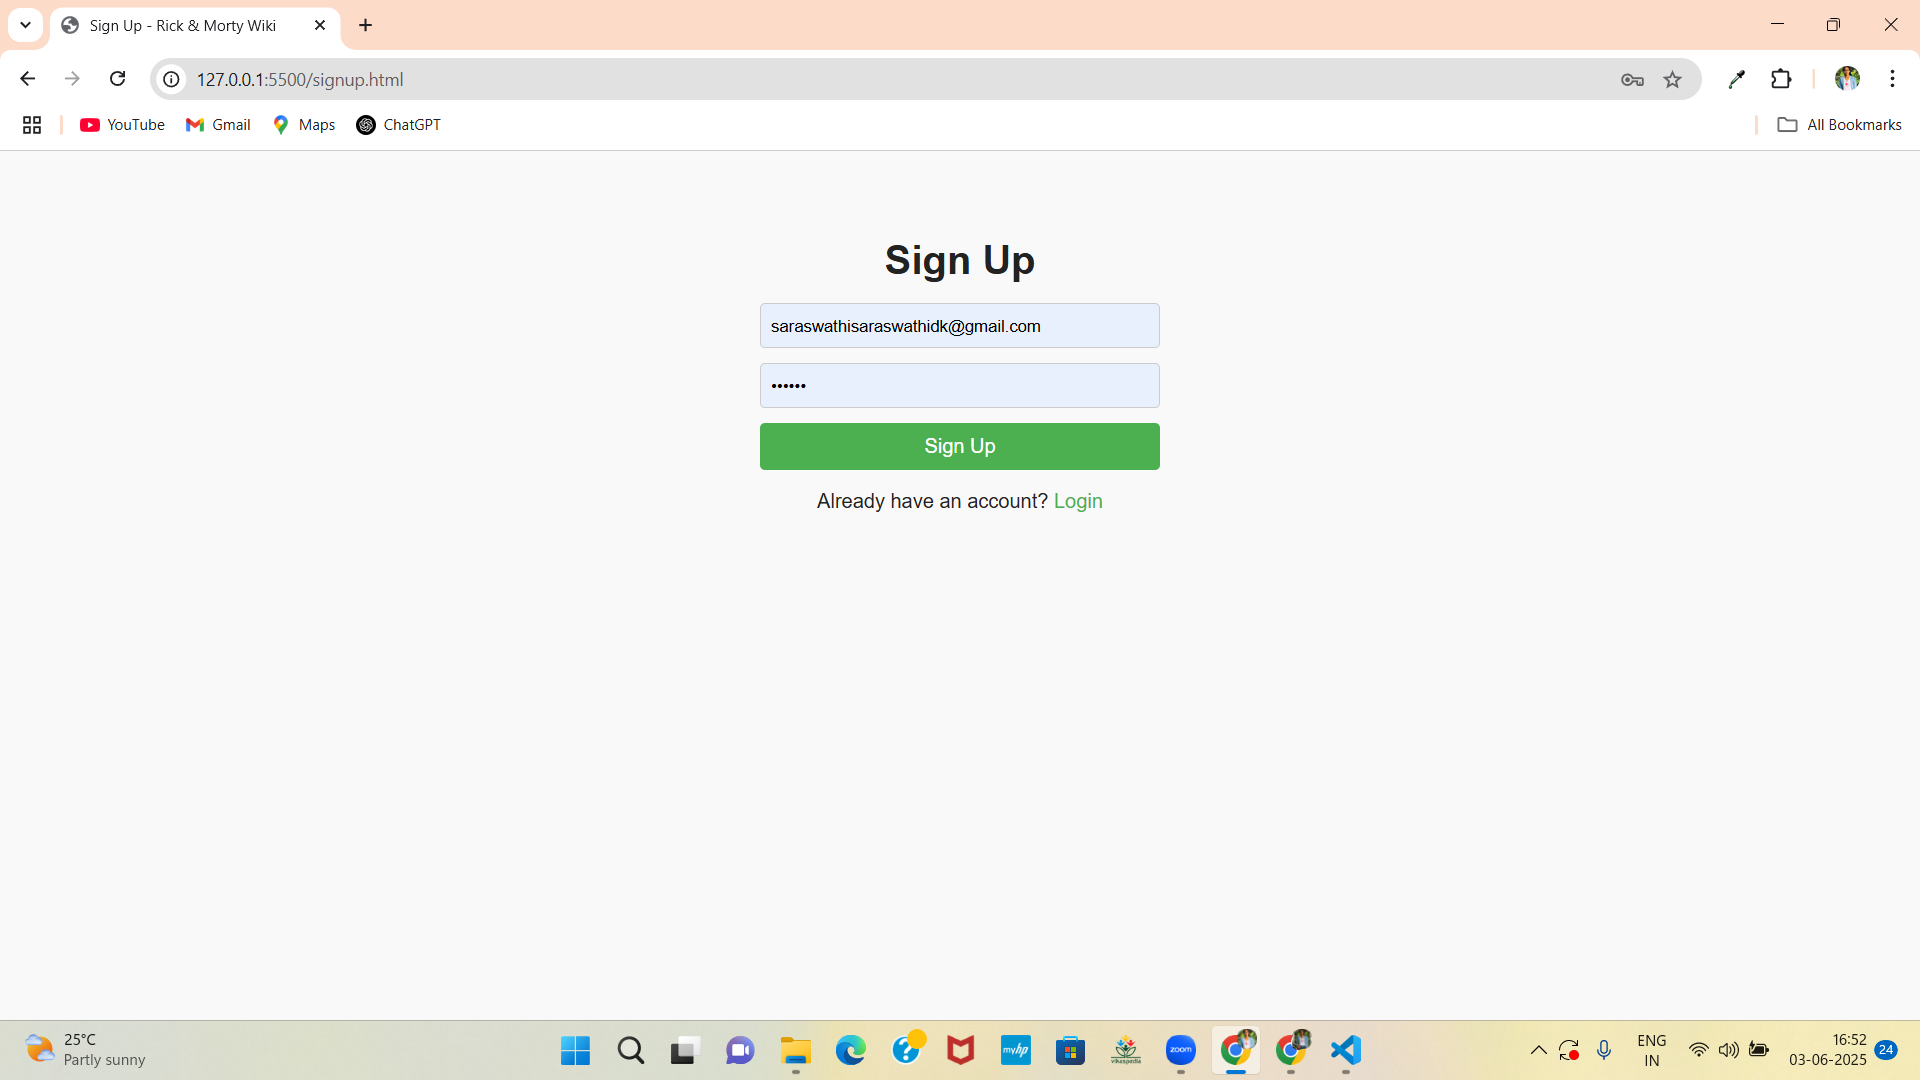 Sign Up - Rick & Morty Wiki
127.0.0.1:5500/signup.html
YouTube
Gmail
Maps
ChatGPT
All Bookmarks
Sign Up
saraswathisaraswathidk@gmail.com
••••••
Sign Up
Already have an account? Login
25°C
Partly sunny
myhp
vikaspedia
zoom
ENG
IN
16:52
03-06-2025
24